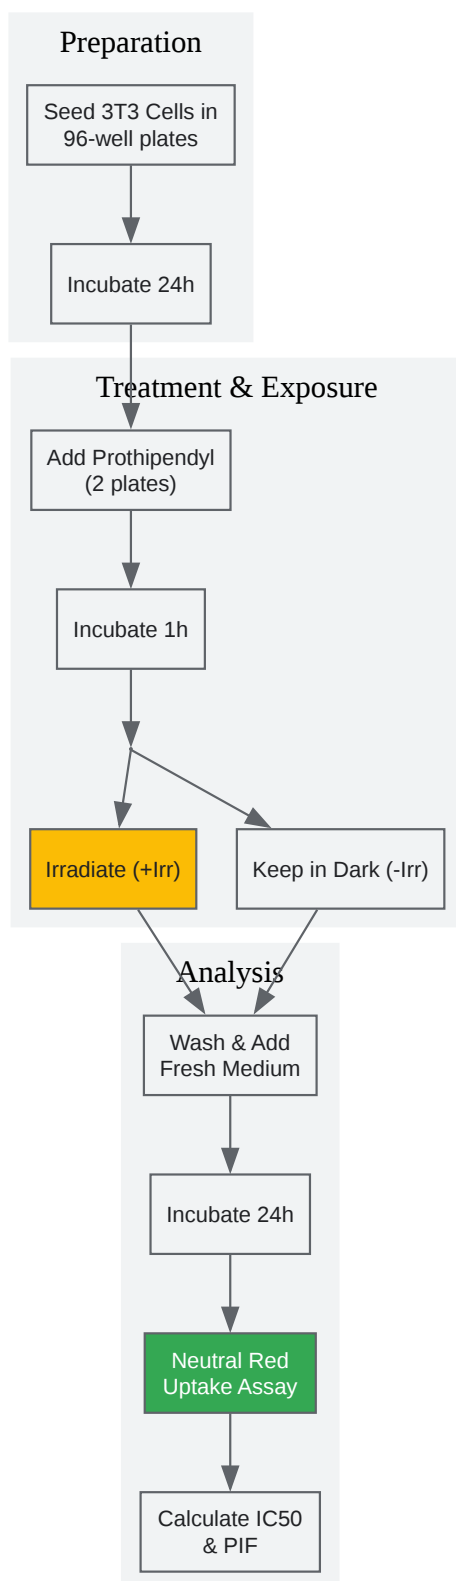 Preparation
Seed 3T3 Cells in
96-well plates
Incubate 24h
Treatment & Exposure
Add Prothipendyl
(2 plates)
Incubate 1h
Irradiate (+Irr)
Keep in Dark (-Irr)
Analysis
Wash & Add
Fresh Medium
Incubate 24h
Neutral Red
Uptake Assay
Calculate IC50
& PIF